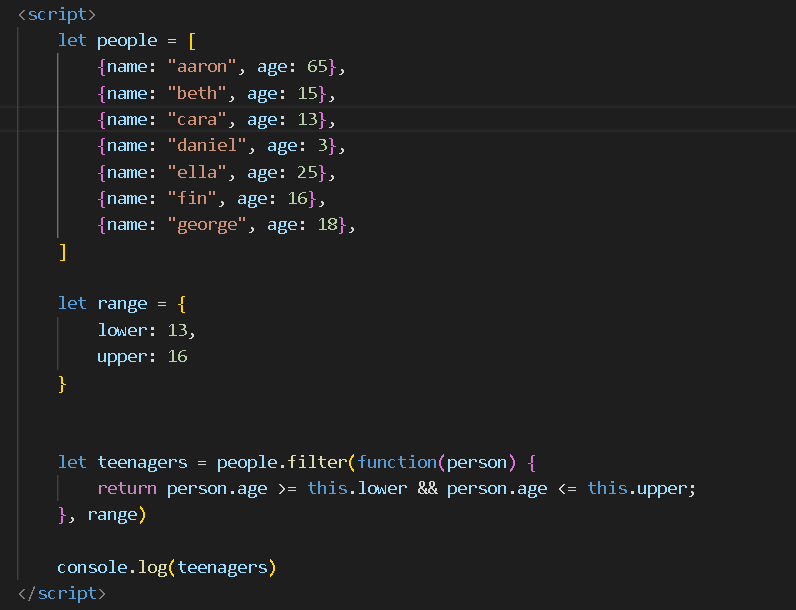 <script>
let people = [
{name: "aaron", age: 65},
{name: "beth", age: 15},
{name: "cara", age: 13},
{name: "daniel", age: 3},
{name: "ella", age: 25},
{name: "fin", age: 16},
{name: "george", age: 18},
]
let range = {
lower: 13,
upper: 16
}
let teenagers = people.filter(function(person) {
return person.age >= this.lower && person.age <= this.upper;
}, range)
console.log(teenagers)
</script>